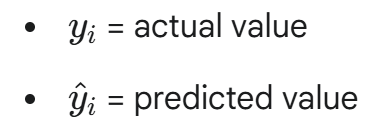 • yᵢ = actual value
• ŷᵢ = predicted value